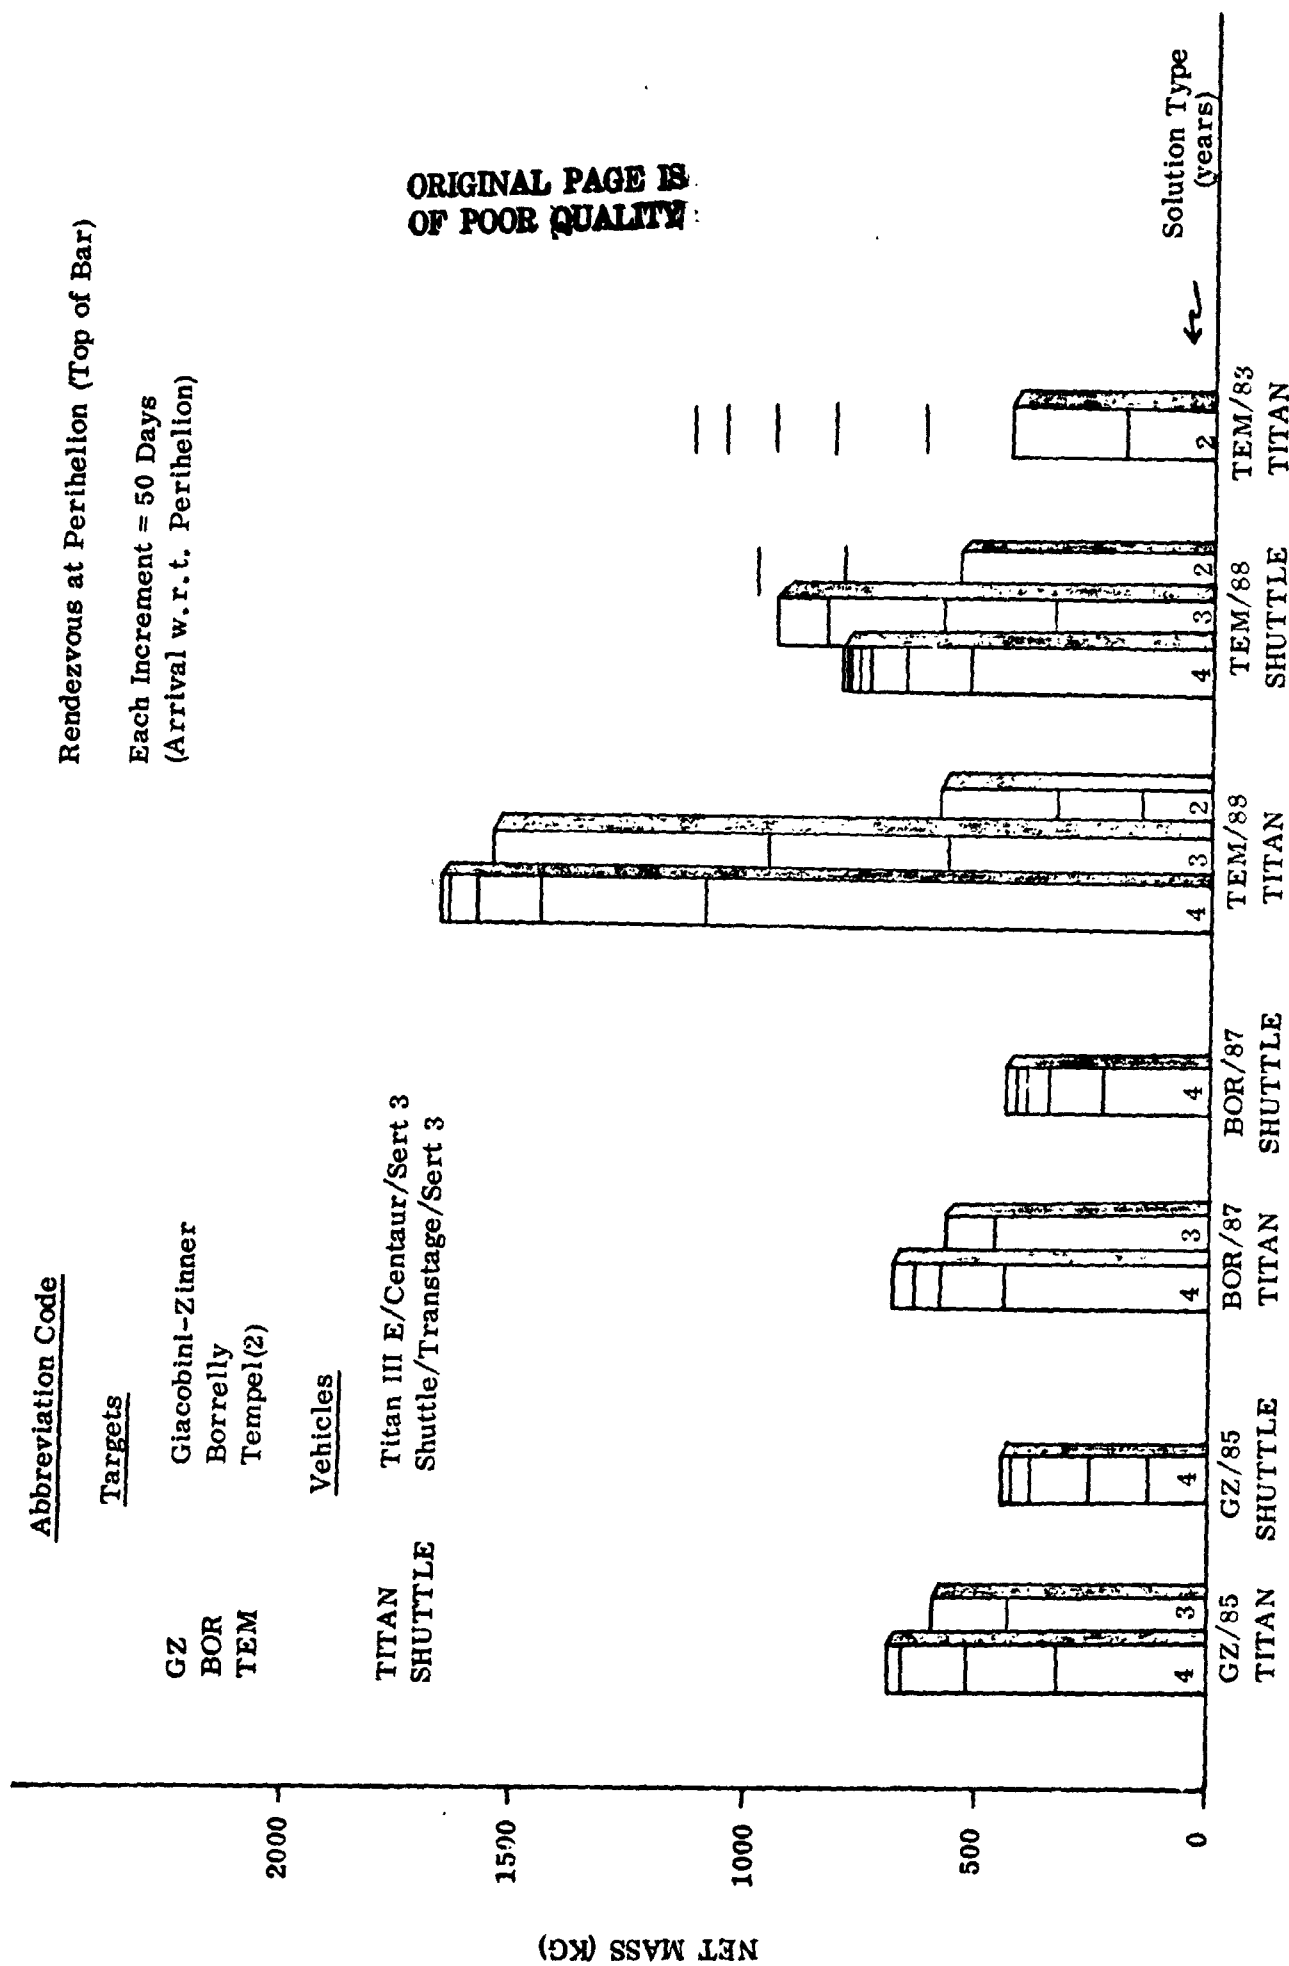 Abbreviation Code
Targets
GZ Giacobini-Zinner
BOR Borrelly
TEM Tempel(2)
Vehicles
TITAN Titan III E/Centaur/Sert 3
SHUTTLE Shuttle/Transtage/Sert 3
Rendezvous at Perihelion (Top of Bar)
Each Increment = 50 Days
(Arrival w.r.t. Perihelion)
ORIGINAL PAGE IS
OF POOR QUALITY
NET MASS (KG)
2000
1500
1000
500
0
4 3
4
4 3
4
4 3 2
4 3 2
2
Solution Type
(years)
GZ/85
TITAN
GZ/85
SHUTTLE
BOR/87
TITAN
BOR/87
SHUTTLE
TEM/88
TITAN
TEM/88
SHUTTLE
TEM/83
TITAN